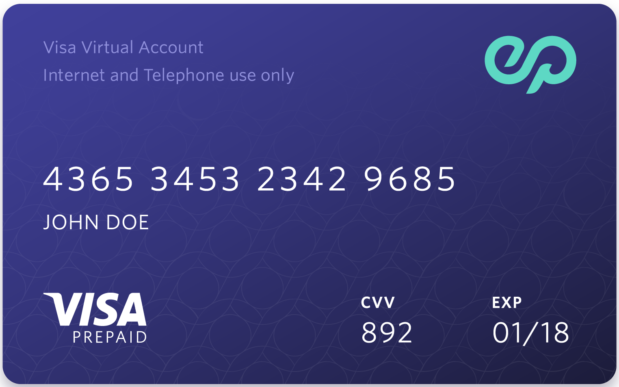 Visa Virtual Account
Internet and Telephone use only
ep
4365 3453 2342 9685
JOHN DOE
VISA
PREPAID
CVV
892
EXP
01/18